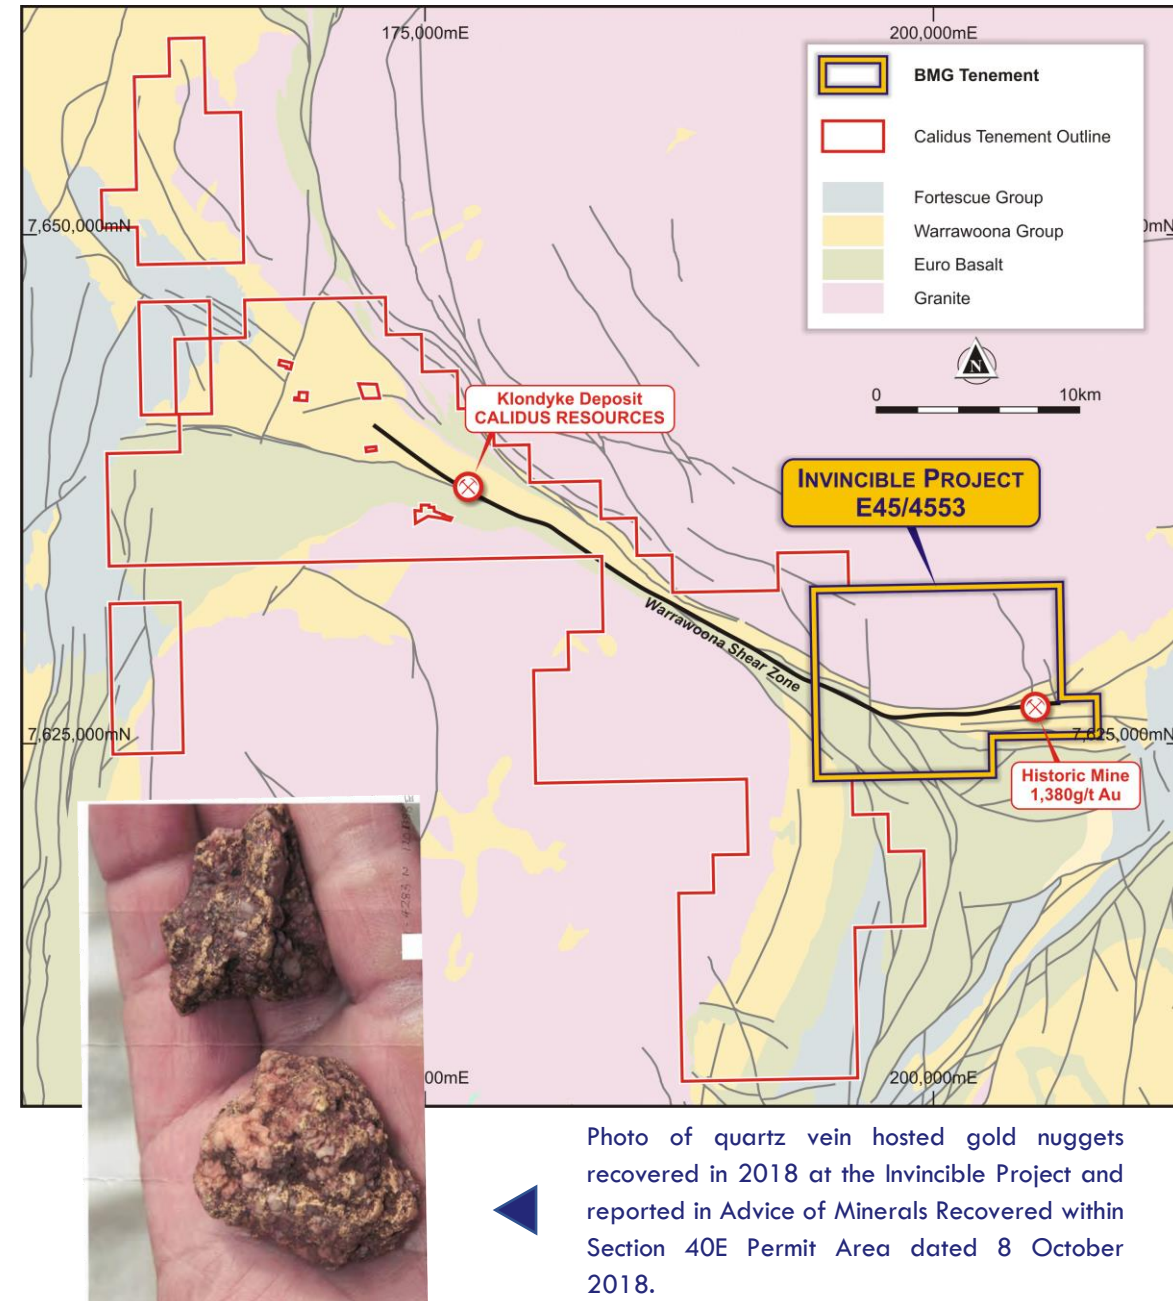 175,000mE
200,000mE
BMG Tenement
Calidus Tenement Outline
Fortescue Group
Warrawoona Group
Euro Basalt
Granite
7,650,000mN
0mN
N
0
10km
Klondyke Deposit
CALIDUS RESOURCES
INVINCIBLE PROJECT
E45/4553
Warrawoona Shear Zone
7,625,000mN
7,625,000mN
Historic Mine
1,380g/t Au
00mE
200,000mE
Photo of quartz vein hosted gold nuggets
recovered in 2018 at the Invincible Project and
reported in Advice of Minerals Recovered within
Section 40E Permit Area dated 8 October
2018.